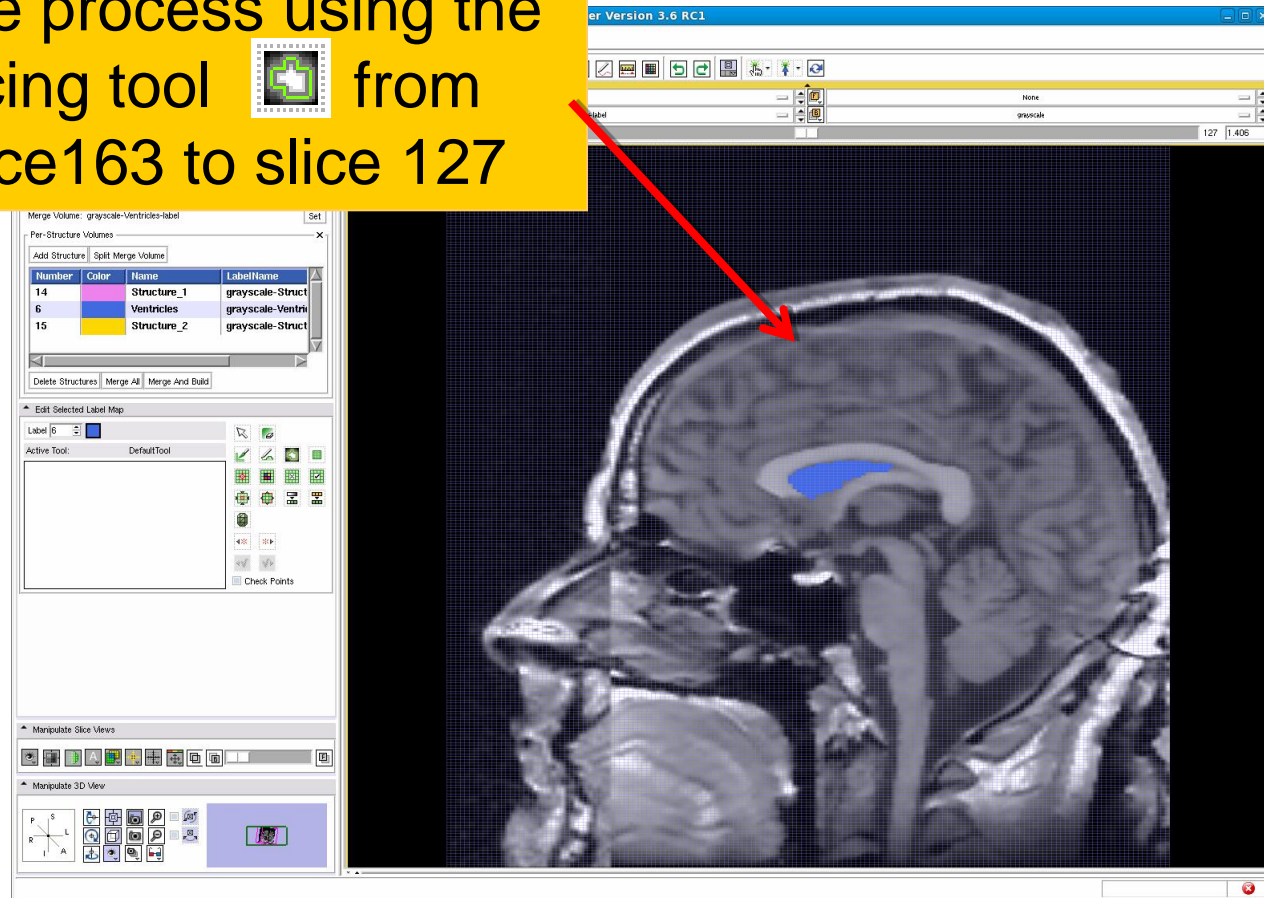 e process using the
cing tool from
ce163 to slice 127
er Version 3.6 RC1
None
-label
grayscale
127 1.406
Merge Volume: grayscale-Ventricles-label Set
Per-Structure Volumes
Add Structure Split Merge Volume
Number Color Name LabelName
14 Structure_1 grayscale-Struct
6 Ventricles grayscale-Ventri
15 Structure_2 grayscale-Struct
Delete Structures Merge All Merge And Build
Edit Selected Label Map
Label 6
Active Tool: DefaultTool
Check Points
Manipulate Slice Views
Manipulate 3D View
P S
R L
I A